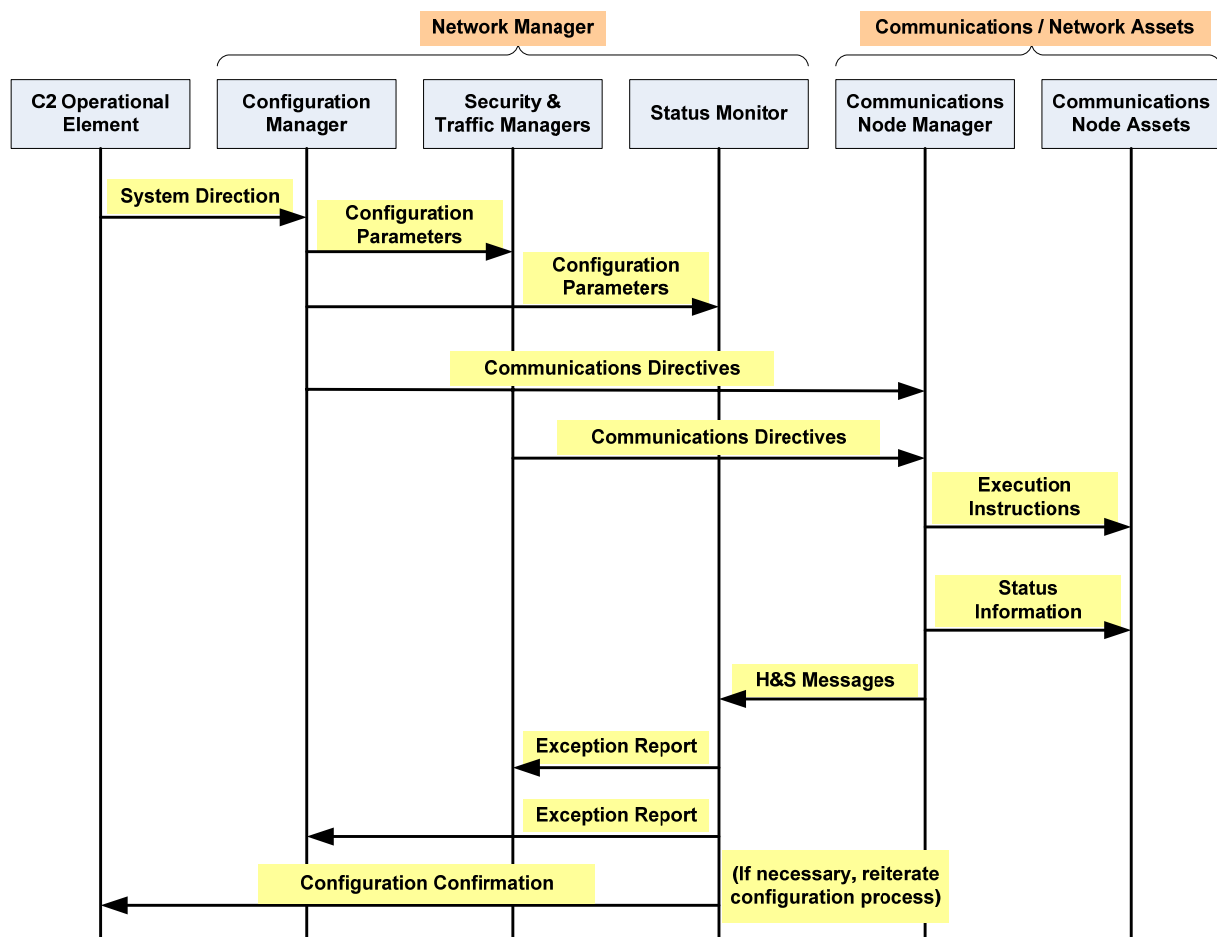 Network Manager
Communications / Network Assets
C2 Operational
Element
Configuration
Manager
Security &
Traffic Managers
Status Monitor
Communications
Node Manager
Communications
Node Assets
System Direction
Configuration
Parameters
Configuration
Parameters
Communications Directives
Communications Directives
Execution
Instructions
Status
Information
H&S Messages
Exception Report
Exception Report
Configuration Confirmation
(If necessary, reiterate
configuration process)